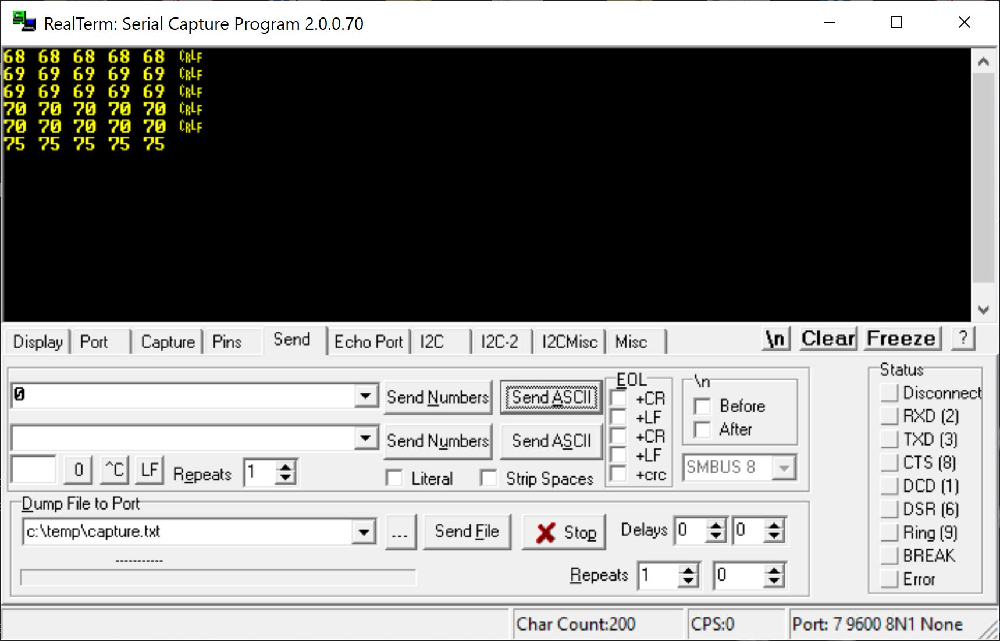 RealTerm: Serial Capture Program 2.0.0.70
68 68 68 68 68 CRLF
69 69 69 69 69 CRLF
69 69 69 69 69 CRLF
70 70 70 70 70 CRLF
70 70 70 70 70 CRLF
75 75 75 75 75
Display Port Capture Pins Send Echo Port I2C I2C-2 I2CMisc Misc \n Clear Freeze ?
0 Send Numbers Send ASCII
Send Numbers Send ASCII
0 ^C LF Repeats 1 Literal Strip Spaces
EOL
+CR
+LF
+CR
+LF
+crc
\n
Before
After
SMBUS 8
Dump File to Port
c:\temp\capture.txt ... Send File Stop Delays 0 0
-----------
Repeats 1 0
Status
Disconnect
RXD (2)
TXD (3)
CTS (8)
DCD (1)
DSR (6)
Ring (9)
BREAK
Error
Char Count:200 CPS:0 Port: 7 9600 8N1 None